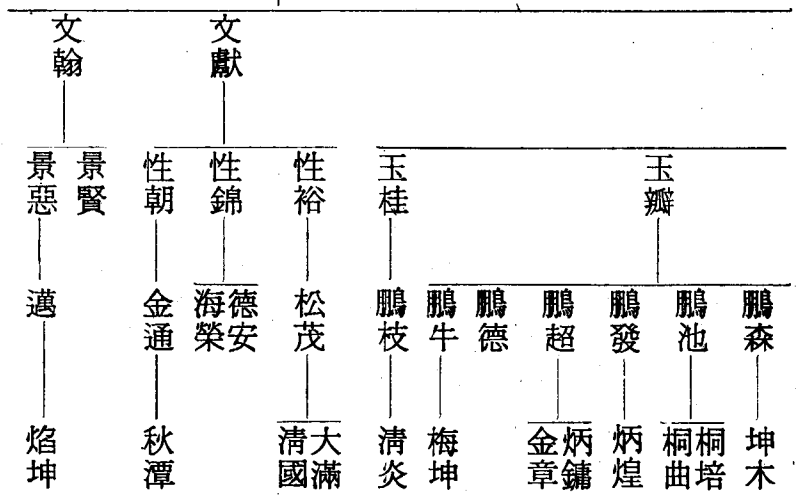 文獻
文翰
玉瓣
玉桂
性裕
性錦
性朝
景賢
景惡
鵬森
鵬池
鵬發
鵬超
鵬德
鵬牛
鵬枝
松茂
德安
海榮
金通
邁
坤木
桐培
桐曲
炳煌
炳鏞
金章
梅坤
清炎
大滿
清國
秋潭
焰坤